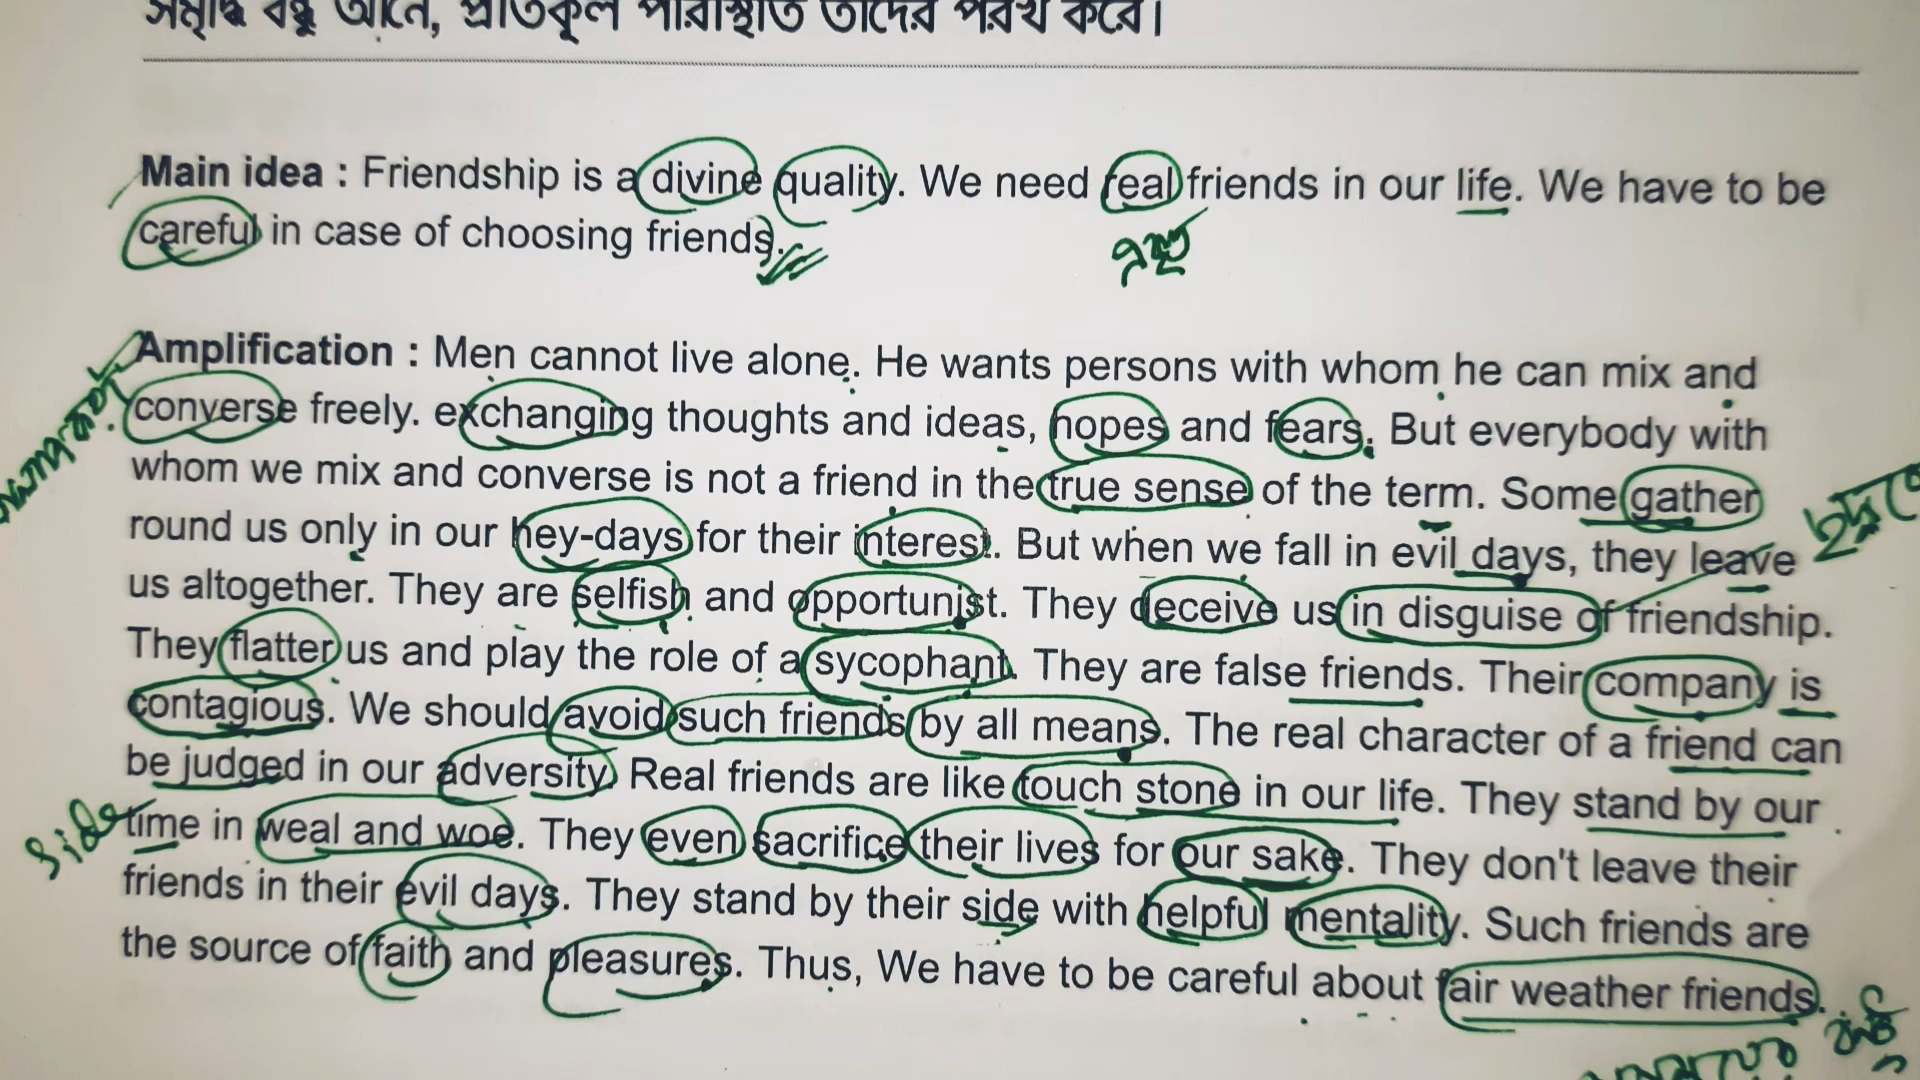 সমৃদ্ধি বন্ধু আনে, প্রতিকূল পরিস্থিতি তাদের পরখ করে।
Main idea : Friendship is a divine quality. We need real friends in our life. We have to be
careful in case of choosing friends.
Amplification : Men cannot live alone. He wants persons with whom he can mix and
converse freely. exchanging thoughts and ideas, hopes and fears. But everybody with
whom we mix and converse is not a friend in the true sense of the term. Some gather
round us only in our hey-days for their interest. But when we fall in evil days, they leave
us altogether. They are selfish and opportunist. They deceive us in disguise of friendship.
They flatter us and play the role of a sycophant. They are false friends. Their company is
contagious. We should avoid such friends by all means. The real character of a friend can
be judged in our adversity. Real friends are like touch stone in our life. They stand by our
side
time in weal and woe. They even sacrifice their lives for our sake. They don't leave their
friends in their evil days. They stand by their side with helpful mentality. Such friends are
the source of faith and pleasures. Thus, We have to be careful about fair weather friends.